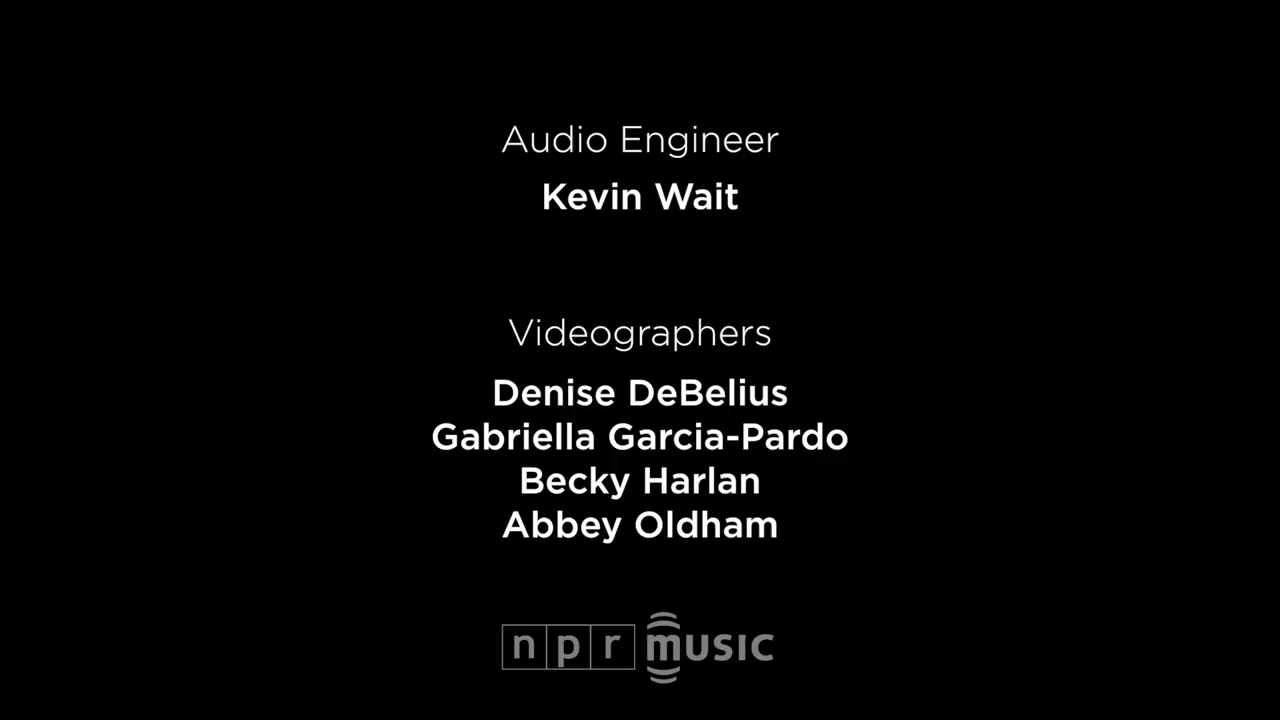 Audio Engineer
Kevin Wait
Videographers
Denise DeBelius
Gabriella Garcia-Pardo
Becky Harlan
Abbey Oldham
npr music